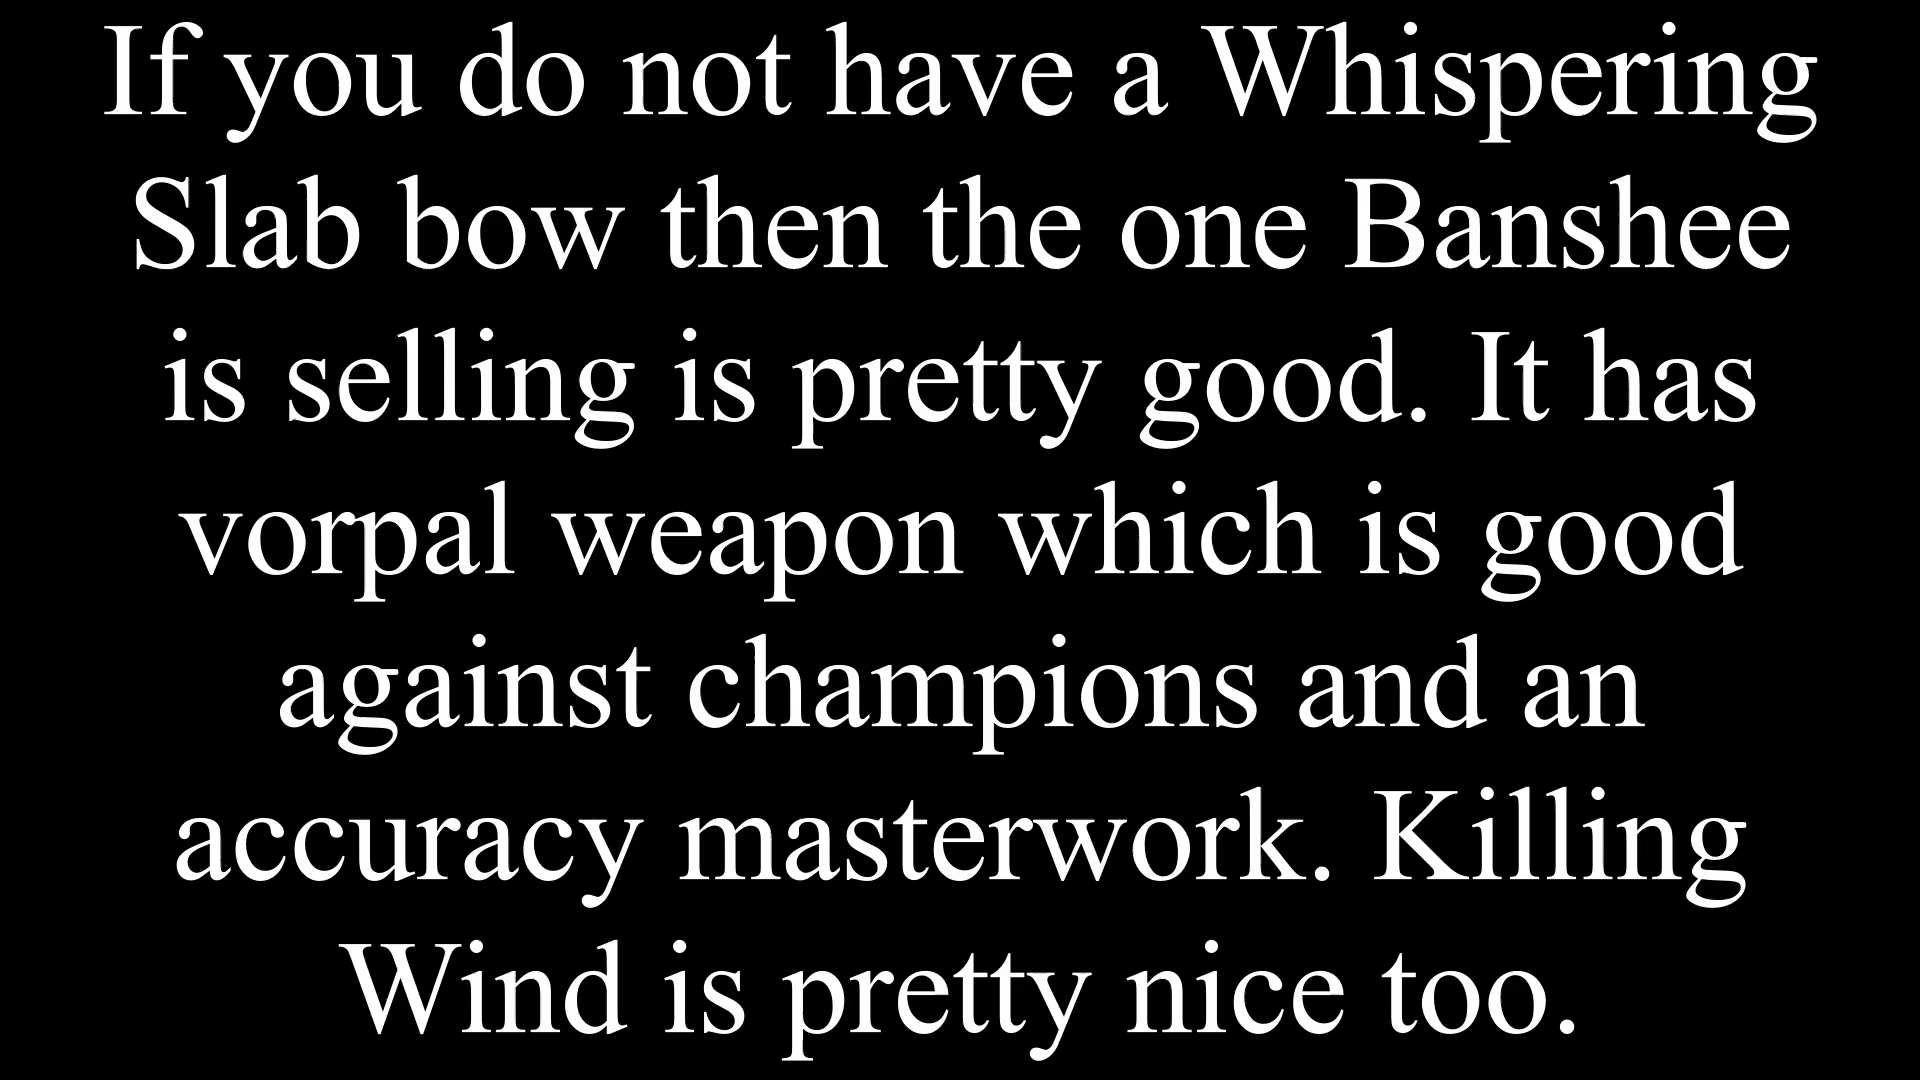 If you do not have a Whispering
Slab bow then the one Banshee
is selling is pretty good. It has
vorpal weapon which is good
against champions and an
accuracy masterwork. Killing
Wind is pretty nice too.